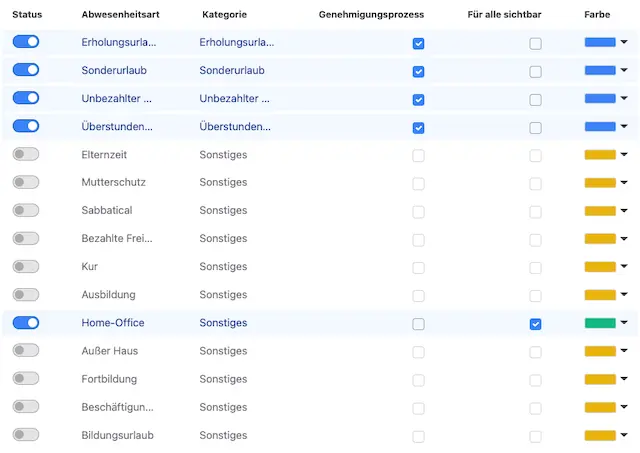 Status Abwesenheitsart Kategorie Genehmigungsprozess Für alle sichtbar Farbe
Erholungsurla... Erholungsurla...
Sonderurlaub Sonderurlaub
Unbezahlter ... Unbezahlter ...
Überstunden... Überstunden...
Elternzeit Sonstiges
Mutterschutz Sonstiges
Sabbatical Sonstiges
Bezahlte Frei... Sonstiges
Kur Sonstiges
Ausbildung Sonstiges
Home-Office Sonstiges
Außer Haus Sonstiges
Fortbildung Sonstiges
Beschäftigun... Sonstiges
Bildungsurlaub Sonstiges